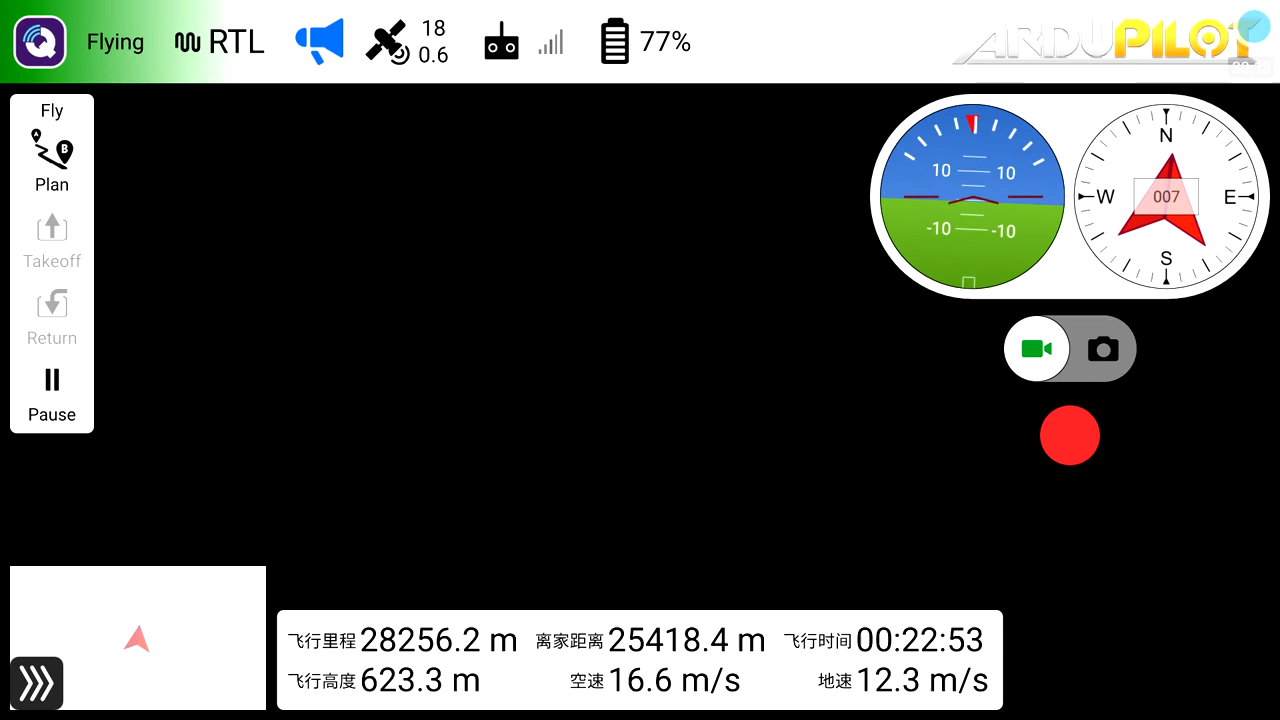 Flying
RTL
18
0.6
77%
ARDUPILOT
Fly
Plan
Takeoff
Return
Pause
A
B
10 10
-10 -10
N
W 007 E
S
飞行里程 28256.2 m 离家距离 25418.4 m 飞行时间 00:22:53
飞行高度 623.3 m 空速 16.6 m/s 地速 12.3 m/s